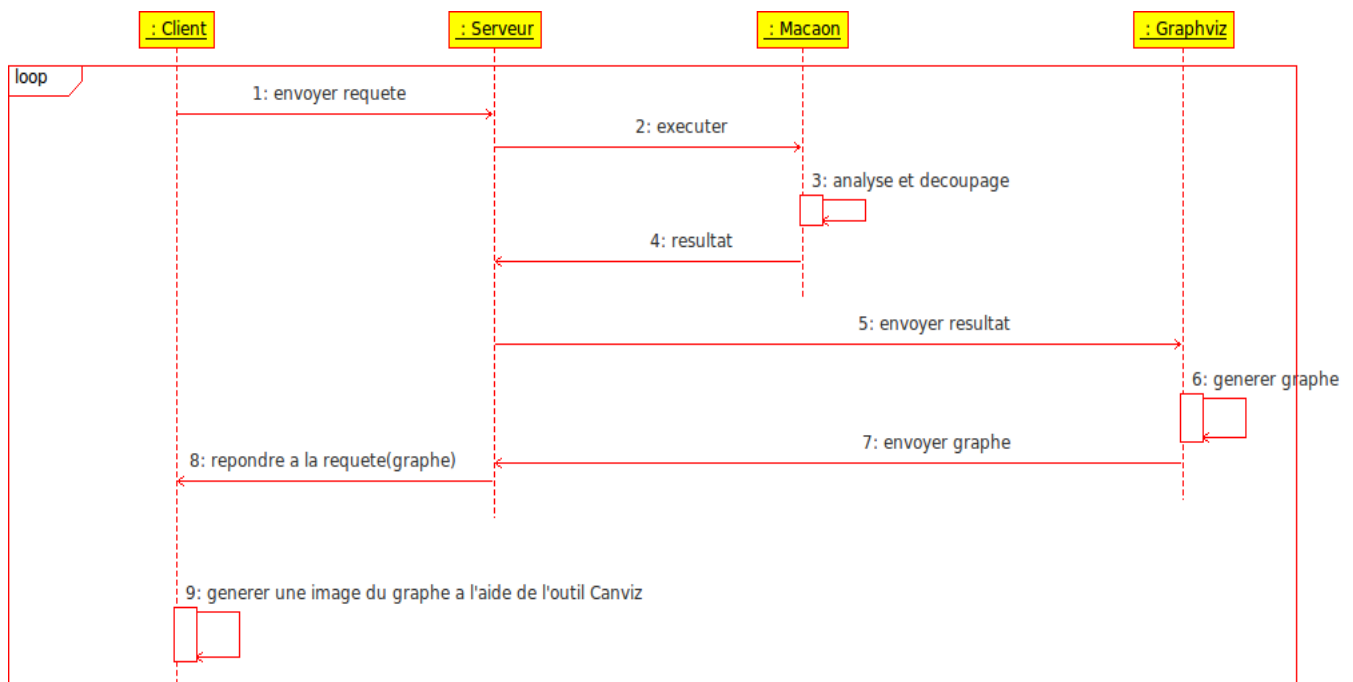 : Client
: Serveur
: Macaon
: Graphviz
loop
1: envoyer requete
2: executer
3: analyse et decoupage
4: resultat
5: envoyer resultat
6: generer graphe
7: envoyer graphe
8: repondre a la requete(graphe)
9: generer une image du graphe a l'aide de l'outil Canviz